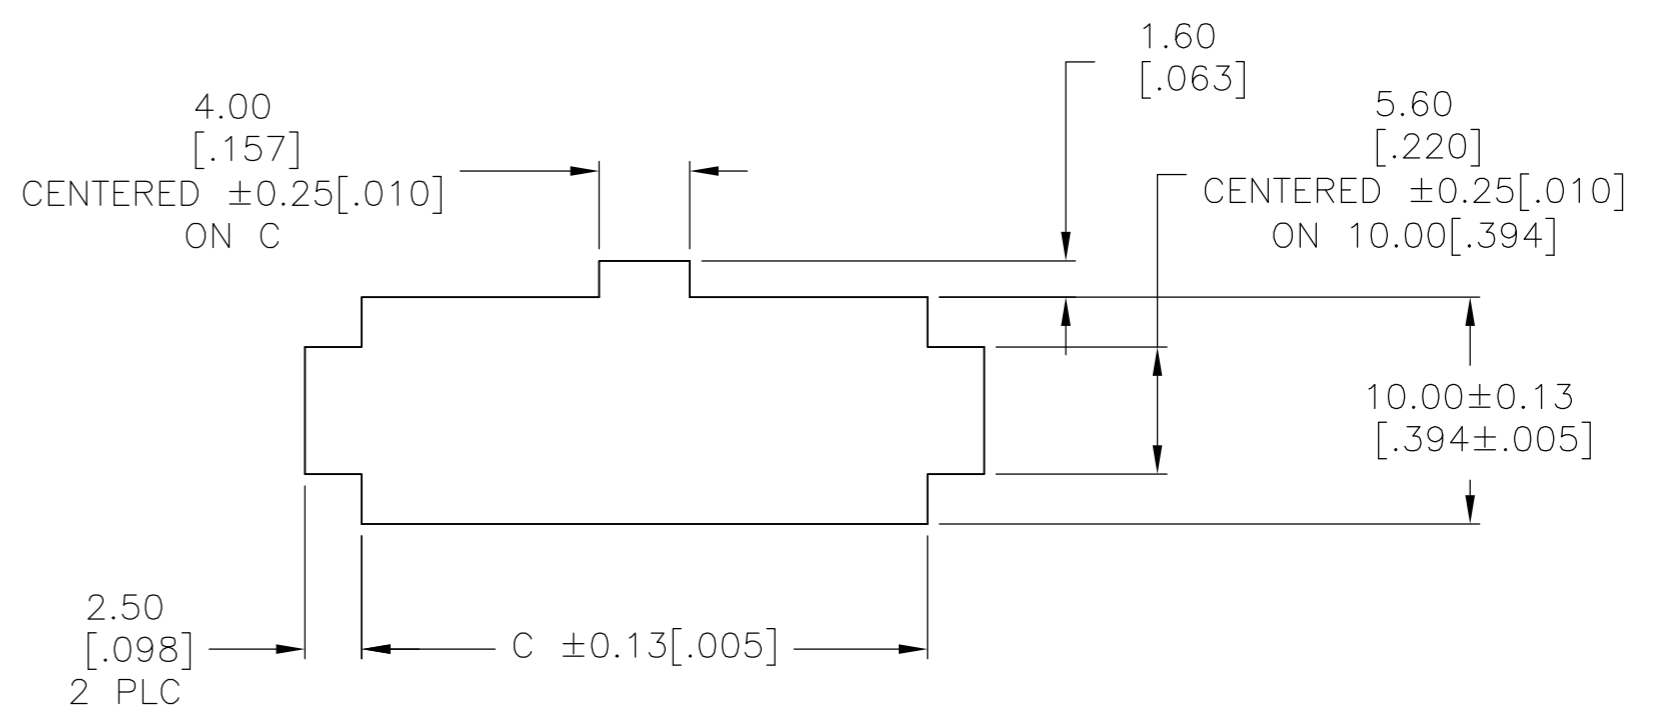 1.60
[.063]
4.00
[.157]
CENTERED ±0.25[.010]
ON C
5.60
[.220]
CENTERED ±0.25[.010]
ON 10.00[.394]
10.00±0.13
[.394±.005]
2.50
[.098]
2 PLC
C ±0.13[.005]